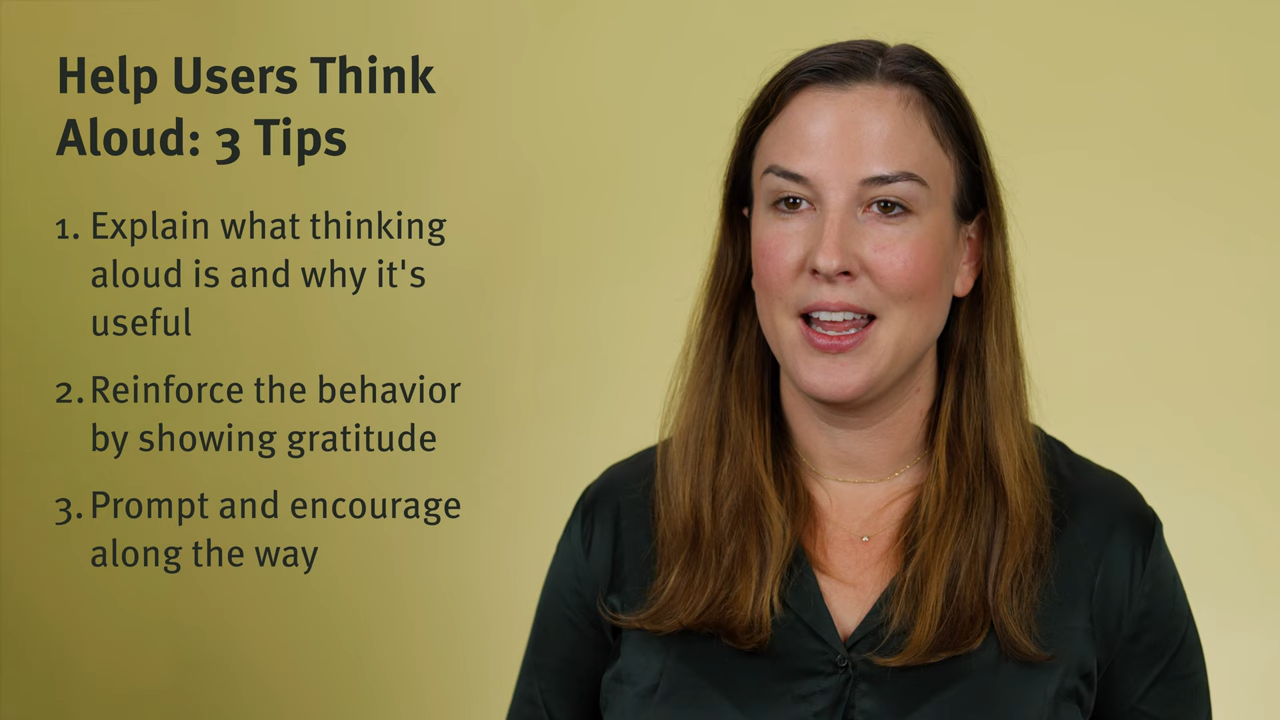 Help Users Think
Aloud: 3 Tips
1. Explain what thinking
aloud is and why it's
useful
2. Reinforce the behavior
by showing gratitude
3. Prompt and encourage
along the way